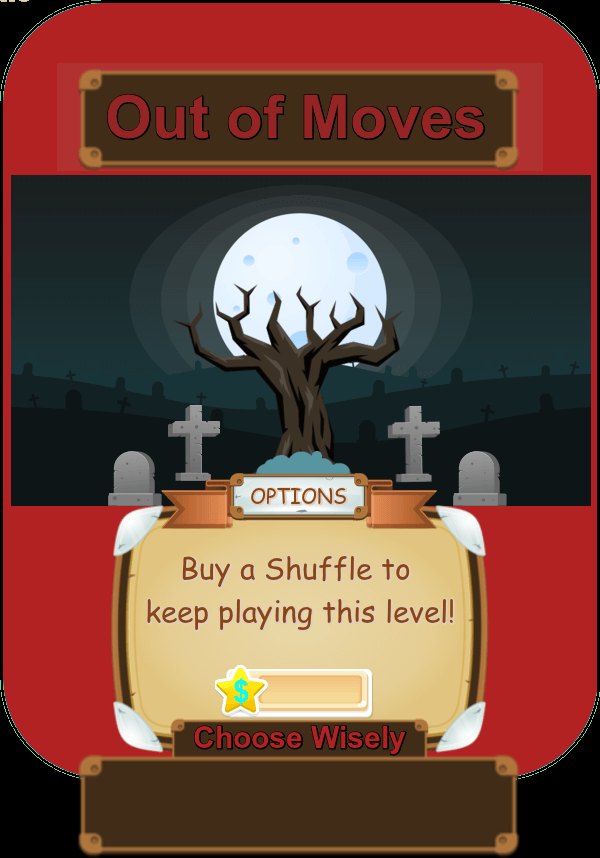 Out of Moves
OPTIONS
Buy a Shuffle to
keep playing this level!
$
Choose Wisely